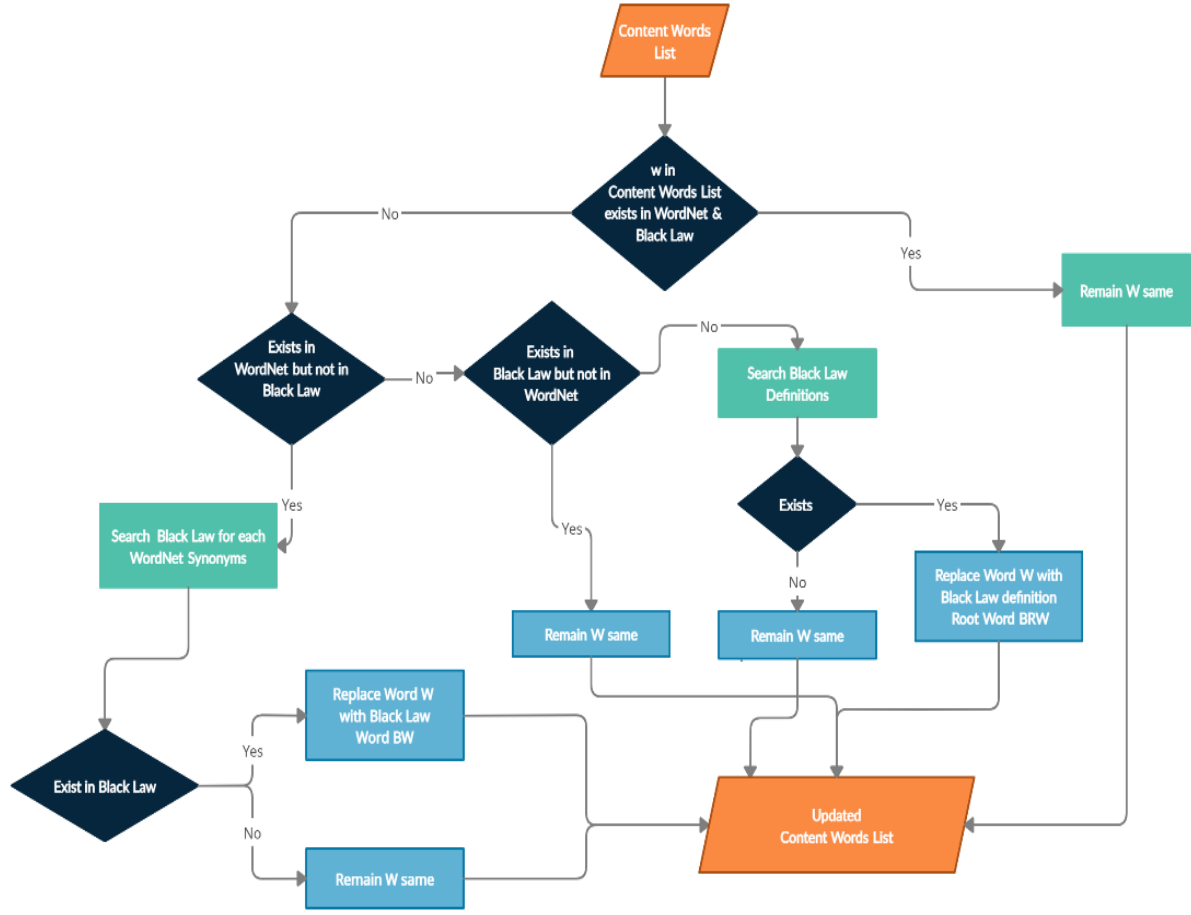 Content Words
List
w in
Content Words List
exists in WordNet &
Black Law
No
Yes
Remain W same
Exists in
WordNet but not in
Black Law
No
Exists in
Black Law but not in
WordNet
No
Search Black Law
Definitions
Yes
Search Black Law for each
WordNet Synonyms
Yes
Exists
Yes
No
Replace Word W with
Black Law definition
Root Word BRW
Remain W same
Remain W same
Replace Word W
with Black Law
Word BW
Yes
Exist in Black Law
No
Remain W same
Updated
Content Words List